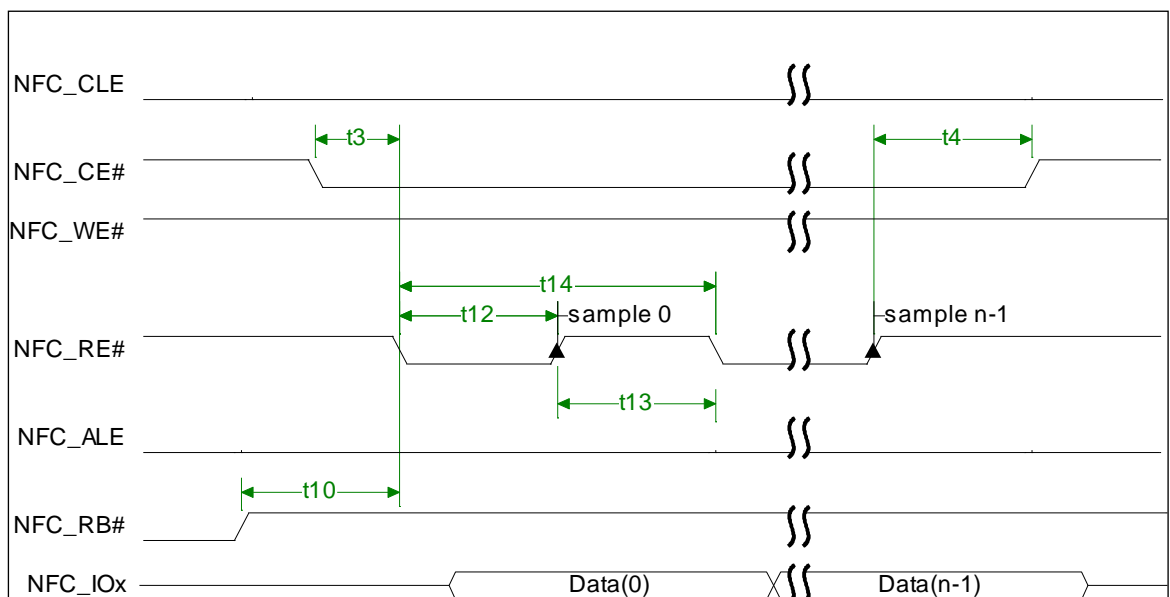 NFC_CLE
t3
t4
NFC_CE#
NFC_WE#
t14
t12
sample 0
sample n-1
NFC_RE#
t13
NFC_ALE
t10
NFC_RB#
NFC_IOx
Data(0)
Data(n-1)